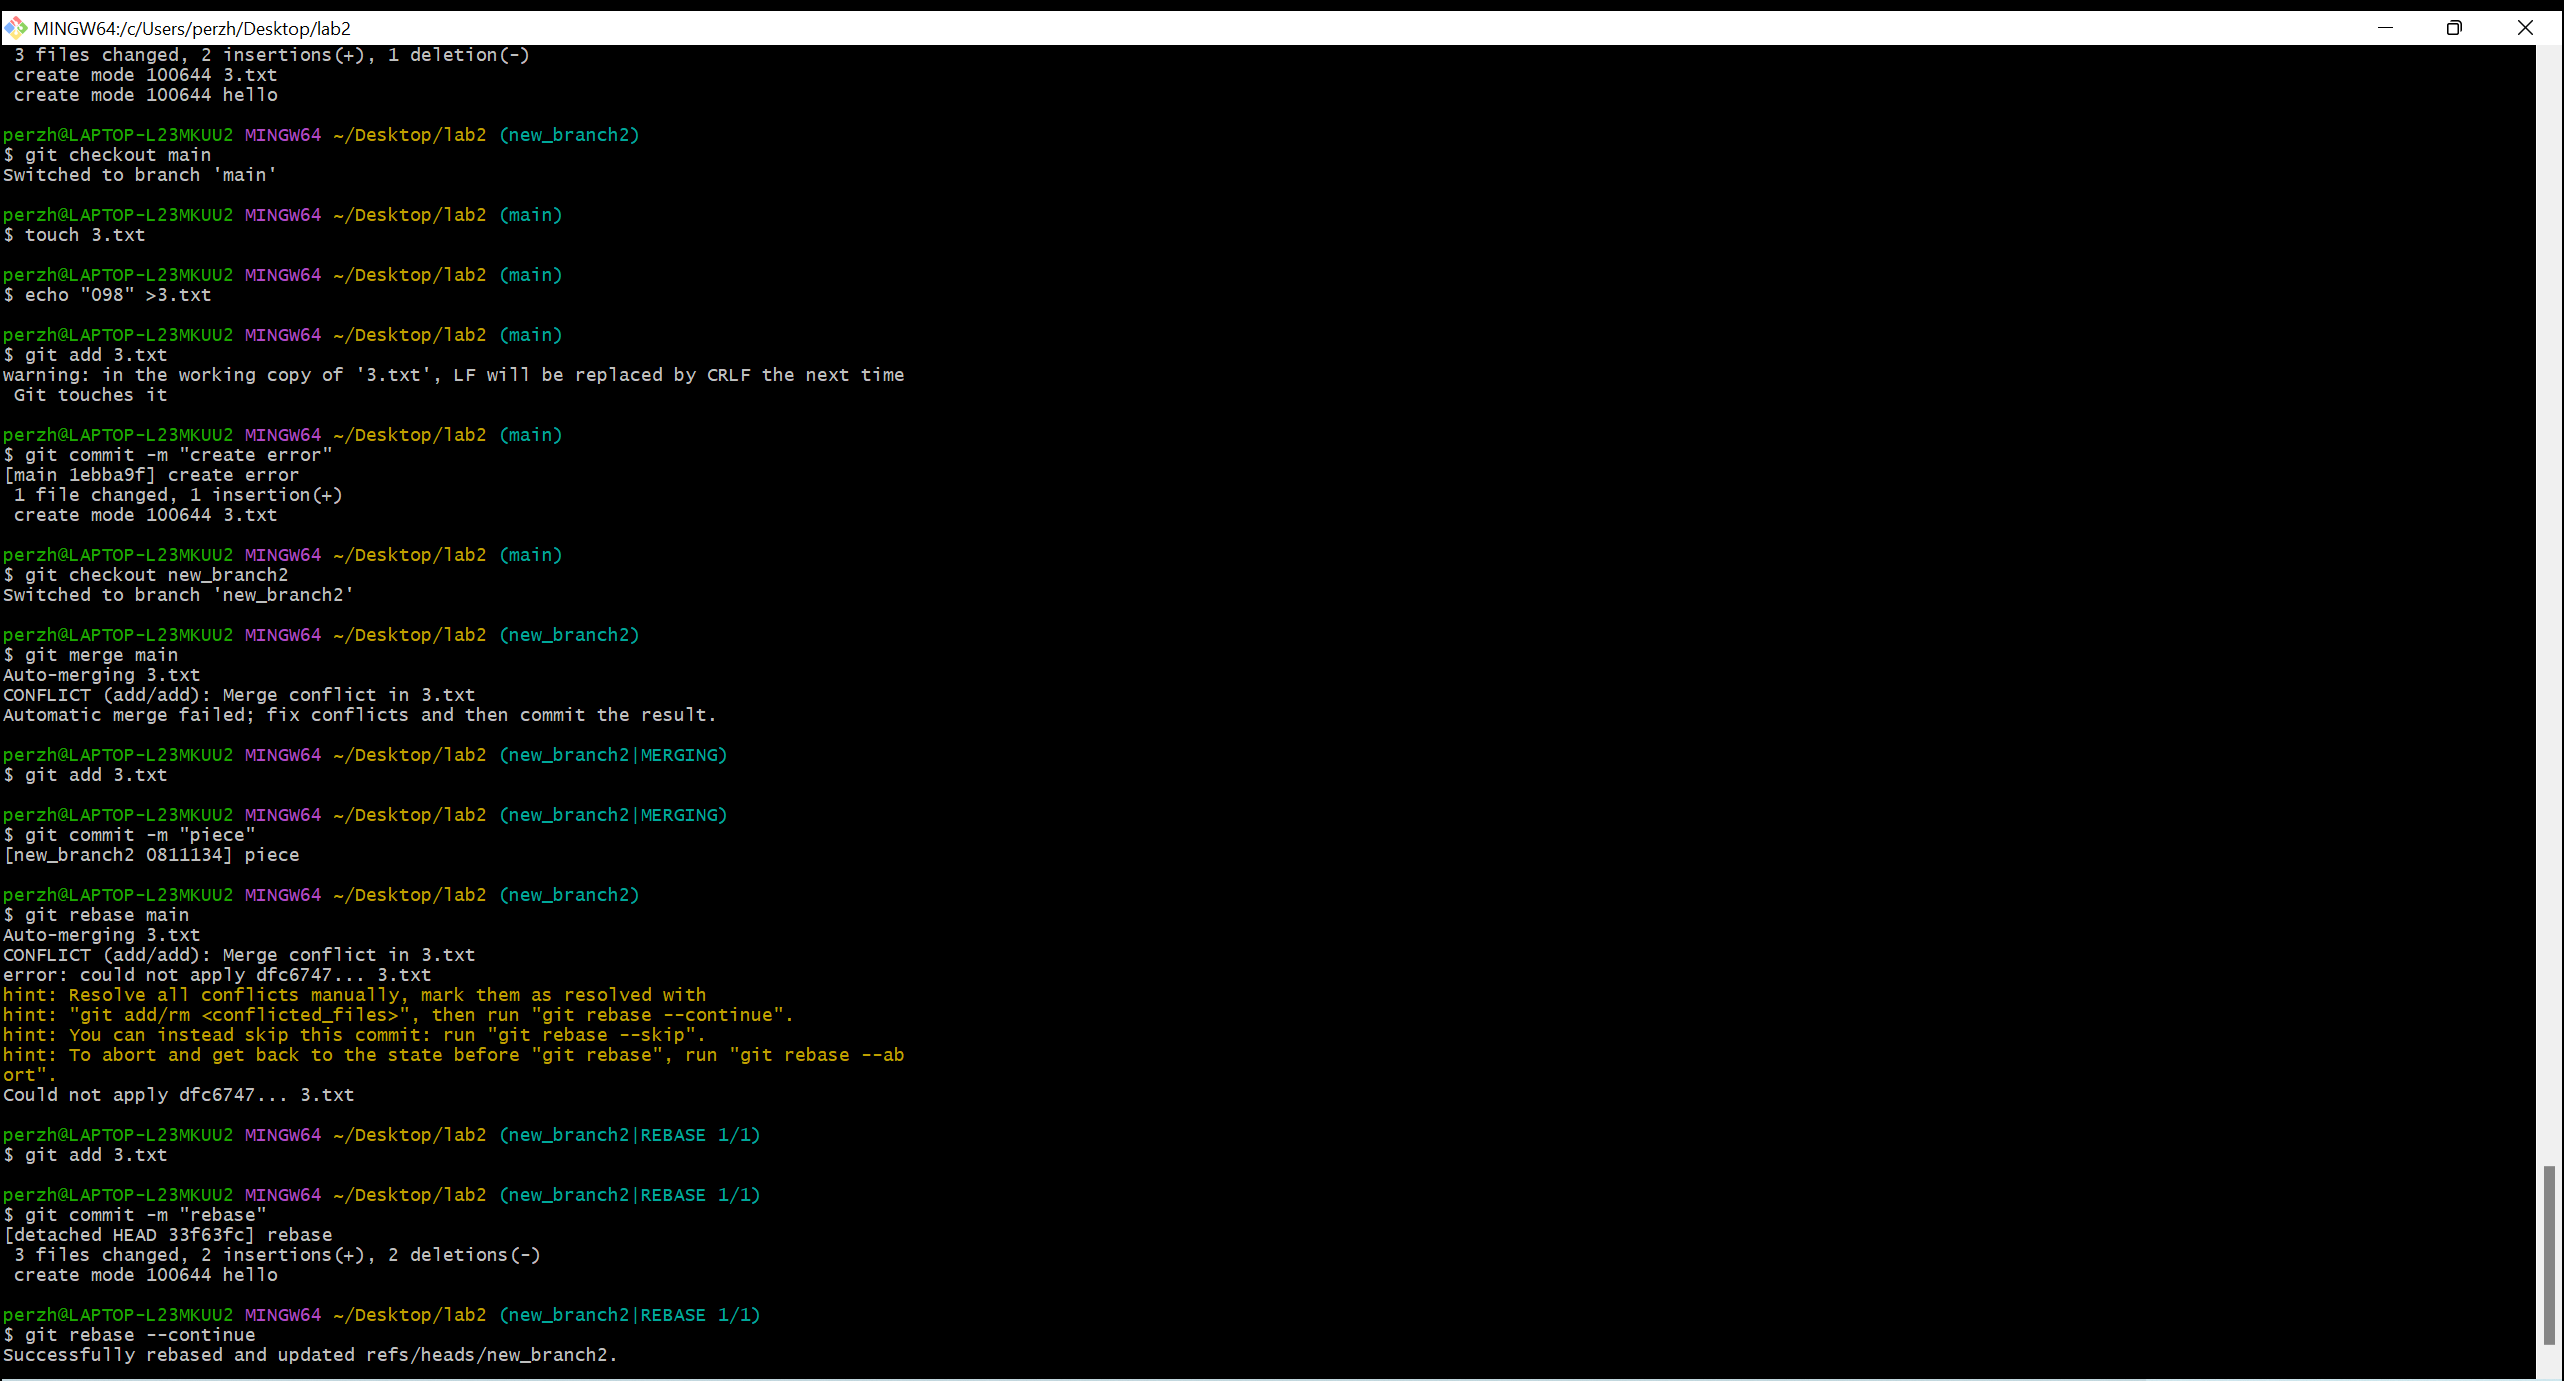 MINGW64:/c/Users/perzh/Desktop/lab2
3 files changed, 2 insertions(+), 1 deletion(-)
create mode 100644 3.txt
create mode 100644 hello
perzh@LAPTOP-L23MKUU2 MINGW64 ~/Desktop/lab2 (new_branch2)
$ git checkout main
Switched to branch 'main'
perzh@LAPTOP-L23MKUU2 MINGW64 ~/Desktop/lab2 (main)
$ touch 3.txt
perzh@LAPTOP-L23MKUU2 MINGW64 ~/Desktop/lab2 (main)
$ echo "098" >3.txt
perzh@LAPTOP-L23MKUU2 MINGW64 ~/Desktop/lab2 (main)
$ git add 3.txt
warning: in the working copy of '3.txt', LF will be replaced by CRLF the next time
Git touches it
perzh@LAPTOP-L23MKUU2 MINGW64 ~/Desktop/lab2 (main)
$ git commit -m "create error"
[main 1ebba9f] create error
1 file changed, 1 insertion(+)
create mode 100644 3.txt
perzh@LAPTOP-L23MKUU2 MINGW64 ~/Desktop/lab2 (main)
$ git checkout new_branch2
Switched to branch 'new_branch2'
perzh@LAPTOP-L23MKUU2 MINGW64 ~/Desktop/lab2 (new_branch2)
$ git merge main
Auto-merging 3.txt
CONFLICT (add/add): Merge conflict in 3.txt
Automatic merge failed; fix conflicts and then commit the result.
perzh@LAPTOP-L23MKUU2 MINGW64 ~/Desktop/lab2 (new_branch2|MERGING)
$ git add 3.txt
perzh@LAPTOP-L23MKUU2 MINGW64 ~/Desktop/lab2 (new_branch2|MERGING)
$ git commit -m "piece"
[new_branch2 0811134] piece
perzh@LAPTOP-L23MKUU2 MINGW64 ~/Desktop/lab2 (new_branch2)
$ git rebase main
Auto-merging 3.txt
CONFLICT (add/add): Merge conflict in 3.txt
error: could not apply dfc6747... 3.txt
hint: Resolve all conflicts manually, mark them as resolved with
hint: "git add/rm <conflicted_files>", then run "git rebase --continue".
hint: You can instead skip this commit: run "git rebase --skip".
hint: To abort and get back to the state before "git rebase", run "git rebase --ab
ort".
Could not apply dfc6747... 3.txt
perzh@LAPTOP-L23MKUU2 MINGW64 ~/Desktop/lab2 (new_branch2|REBASE 1/1)
$ git add 3.txt
perzh@LAPTOP-L23MKUU2 MINGW64 ~/Desktop/lab2 (new_branch2|REBASE 1/1)
$ git commit -m "rebase"
[detached HEAD 33f63fc] rebase
3 files changed, 2 insertions(+), 2 deletions(-)
create mode 100644 hello
perzh@LAPTOP-L23MKUU2 MINGW64 ~/Desktop/lab2 (new_branch2|REBASE 1/1)
$ git rebase --continue
Successfully rebased and updated refs/heads/new_branch2.